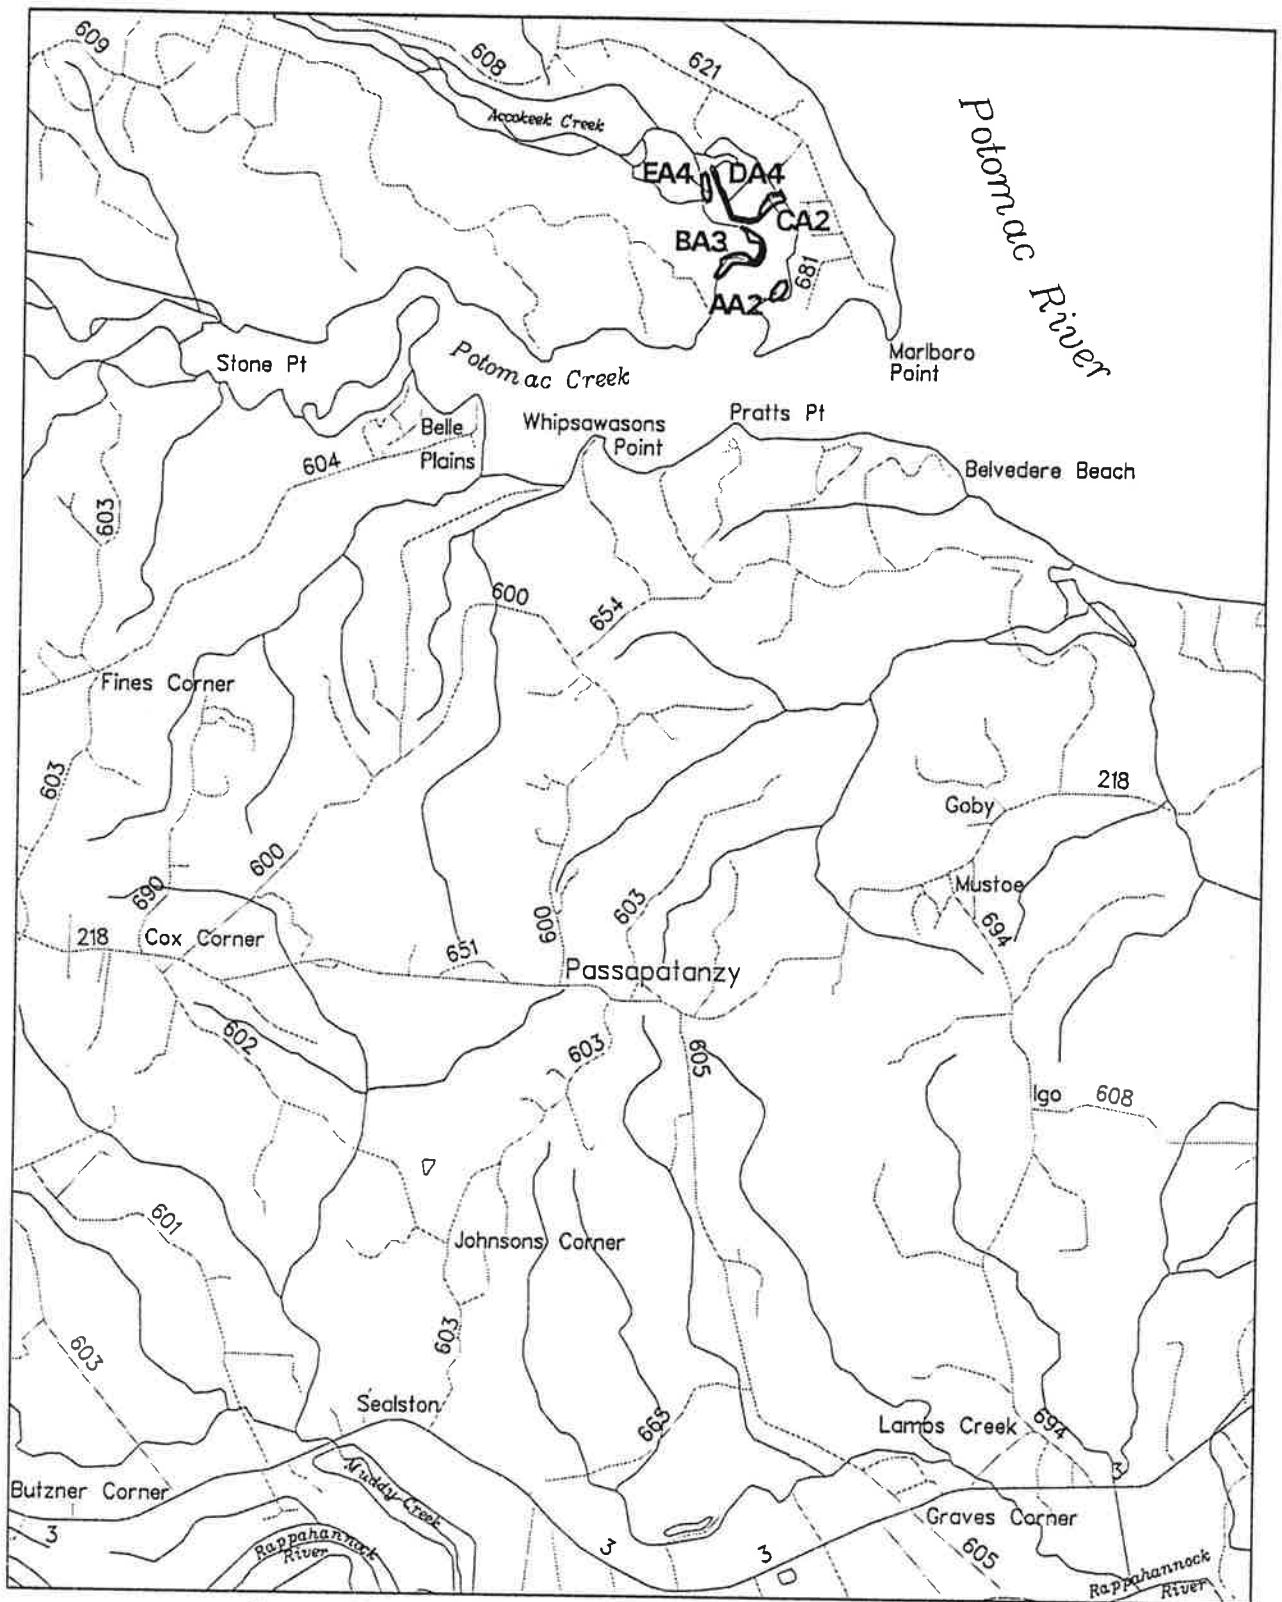 609
608
621
Accokeek Creek
Potomac River
EA4
DA4
CA2
BA3
681
AA2
Marlboro
Point
Stone Pt
Potomac Creek
Pratts Pt
Whipsawasons
Point
Belle
Plains
604
Belvedere Beach
603
600
654
Fines Corner
603
218
Goby
600
690
Mustoe
603
600
694
218
Cox Corner
651
Passapatanzy
602
603
605
Igo
608
601
Johnsons Corner
603
603
Sealston
665
Lambs Creek
694
3
Butzner Corner
Muddy Creek
Graves Corner
3
Rappahannock
River
3
3
605
Rappahannock
River